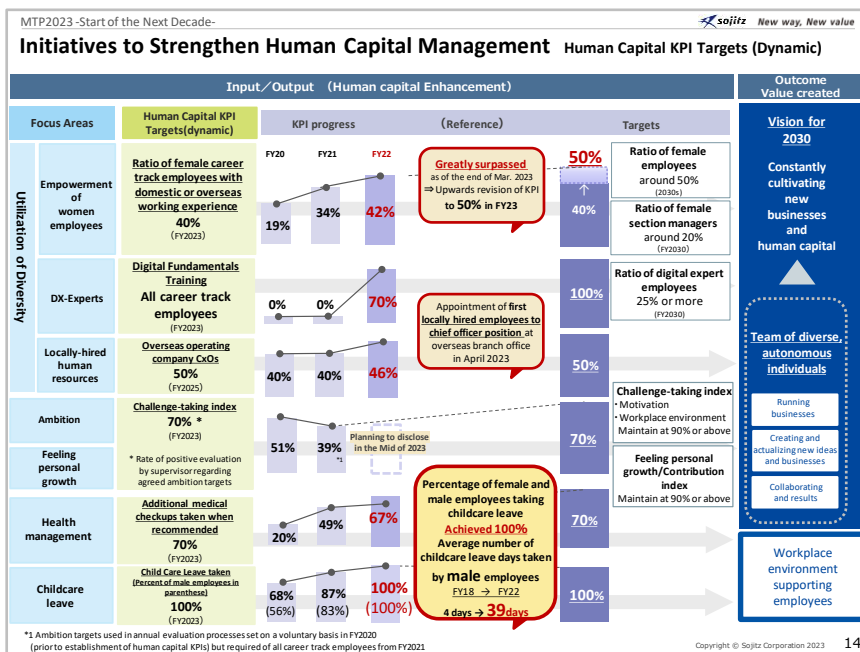 MTP2023 -Start of the Next Decade-
sojitz New way, New value
Initiatives to Strengthen Human Capital Management Human Capital KPI Targets (Dynamic)
Input／Output （Human capital Enhancement）
Outcome
Value created
Focus Areas
Human Capital KPI
Targets(dynamic)
KPI progress
（Reference）
Targets
Utilization of Diversity
Empowerment
of
women
employees
Ratio of female career
track employees with
domestic or overseas
working experience
40%
(FY2023)
FY20
FY21
FY22
19%
34%
42%
Greatly surpassed
as of the end of Mar. 2023
⇒ Upwards revision of KPI
to 50% in FY23
50%
↑
40%
Ratio of female
employees
around 50%
(2030s)
Ratio of female
section managers
around 20%
(FY2030)
DX-Experts
Digital Fundamentals
Training
All career track
employees
(FY2023)
0%
0%
70%
100%
Ratio of digital expert
employees
25% or more
(FY2030)
Appointment of first
locally hired employees to
chief officer position at
overseas branch office
in April 2023
Locally-hired
human
resources
Overseas operating
company CxOs
50%
(FY2025)
40%
40%
46%
50%
Ambition
Challenge-taking index
70% *
(FY2023)
* Rate of positive evaluation
by supervisor regarding
agreed ambition targets
51%
39%
*1
Planning to disclose
in the Mid of 2023
70%
Challenge-taking index
・Motivation
・Workplace environment
Maintain at 90% or above
Feeling
personal
growth
Feeling personal
growth/Contribution
index
Maintain at 90% or above
Health
management
Additional medical
checkups taken when
recommended
70%
(FY2023)
20%
49%
67%
70%
Percentage of female and
male employees taking
childcare leave
Achieved 100%
Average number of
childcare leave days taken
by male employees
FY18 → FY22
4 days → 39days
Childcare
leave
Child Care Leave taken
(Percent of male employees in
parenthese)
100%
(FY2023)
68%
(56%)
87%
(83%)
100%
(100%)
100%
Vision for
2030
Constantly
cultivating
new
businesses
and
human capital
Team of diverse,
autonomous
individuals
Running
businesses
Creating and
actualizing new ideas
and businesses
Collaborating
and results
Workplace
environment
supporting
employees
*1 Ambition targets used in annual evaluation processes set on a voluntary basis in FY2020
(prior to establishment of human capital KPIs) but required of all career track employees from FY2021
Copyright © Sojitz Corporation 2023 14